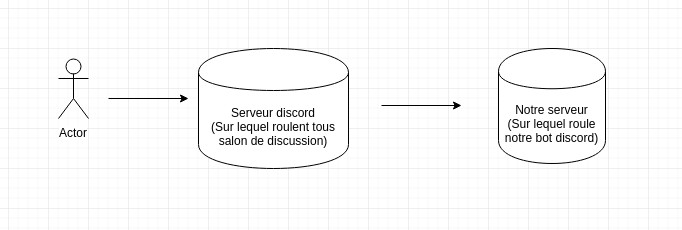 Actor
Serveur discord
(Sur lequel roulent tous
salon de discussion)
Notre serveur
(Sur lequel roule
notre bot discord)